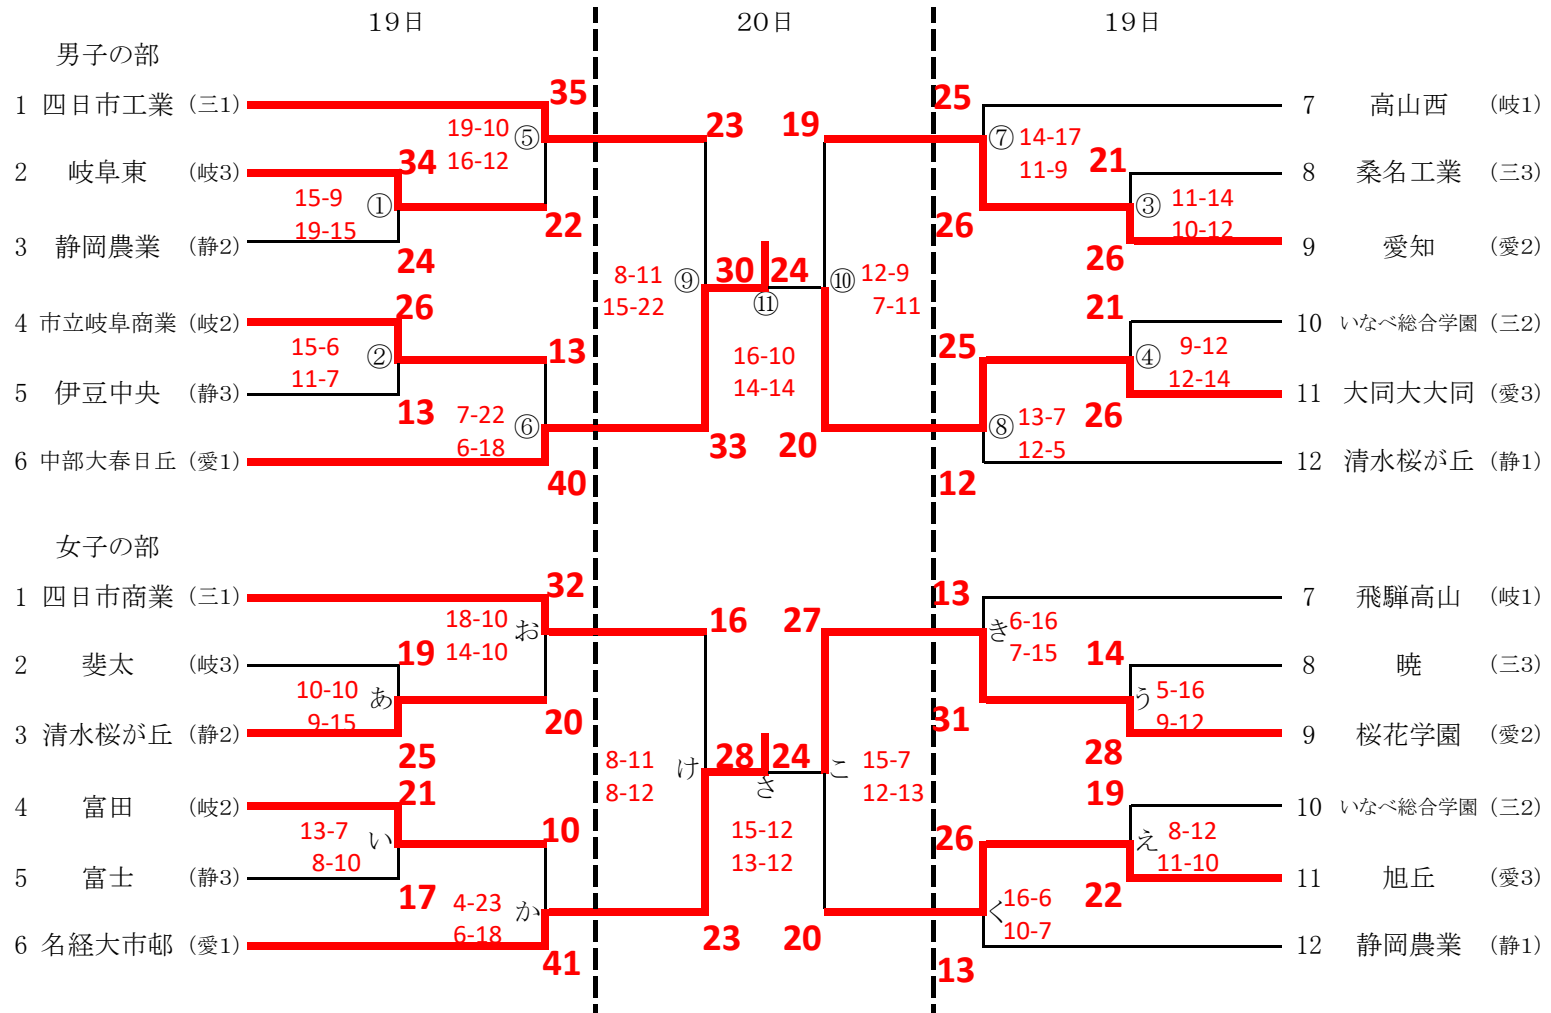 19日 20日 19日
男子の部
1 四日市工業 (三1)
2 岐阜東 (岐3)
3 静岡農業 (静2)
4 市立岐阜商業 (岐2)
5 伊豆中央 (静3)
6 中部大春日丘 (愛1)
34
15-9
19-15
①
24
26
15-6
11-7
②
13
35
19-10
16-12
⑤
22
13
7-22
6-18
⑥
40
23
8-11
15-22
⑨
33
30 24
⑪
16-10
14-14
19
⑩
12-9
7-11
20
25
⑦
14-17
11-9
26
25
⑧
13-7
12-5
12
21
③
11-14
10-12
26
21
④
9-12
12-14
26
7 高山西 (岐1)
8 桑名工業 (三3)
9 愛知 (愛2)
10 いなべ総合学園 (三2)
11 大同大大同 (愛3)
12 清水桜が丘 (静1)
女子の部
1 四日市商業 (三1)
2 斐太 (岐3)
3 清水桜が丘 (静2)
4 富田 (岐2)
5 富士 (静3)
6 名経大市邨 (愛1)
19
10-10
9-15
あ
25
21
13-7
8-10
い
17
32
18-10
14-10
お
20
10
4-23
6-18
か
41
16
8-11
8-12
け
23
28 24
さ
15-12
13-12
27
こ
15-7
12-13
20
13
き
6-16
7-15
31
26
く
16-6
10-7
13
14
う
5-16
9-12
28
19
え
8-12
11-10
22
7 飛騨高山 (岐1)
8 暁 (三3)
9 桜花学園 (愛2)
10 いなべ総合学園 (三2)
11 旭丘 (愛3)
12 静岡農業 (静1)